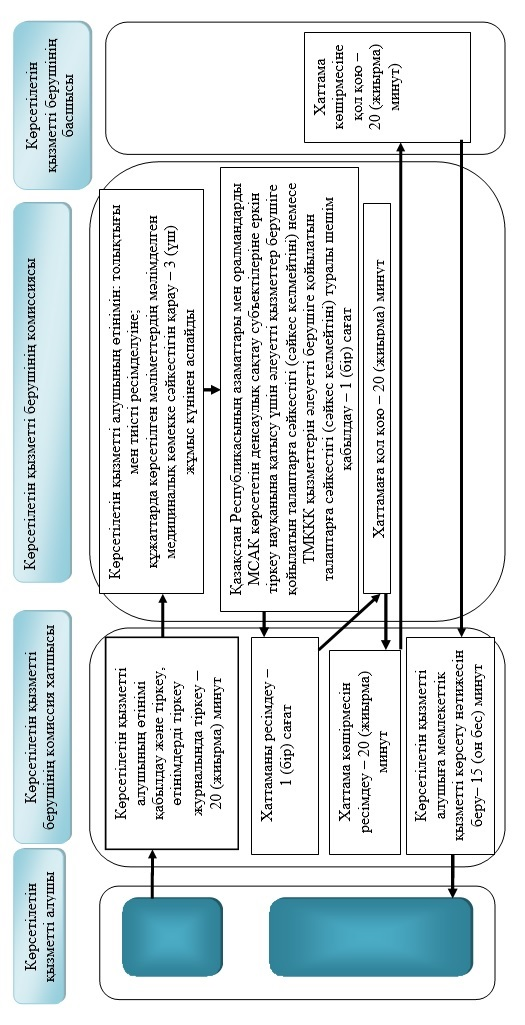 Көрсетілетін
қызметті алушы
Көрсетілетін қызметті
берушінің комиссия хатшысы
Көрсетілетін қызметті берушінің комиссиясы
Көрсетілетін
қызметті берушінің
басшысы
Көрсетілетін қызметті
алушының өтінімі
қабылдау және тіркеу,
өтінімдерді тіркеу
журналында тіркеу –
20 (жиырма) минут
Көрсетілетін қызметті алушының өтінімін: толықтығы
мен тиісті ресімделуіне;
құжаттарда көрсетілген мәліметтердің мәлімделген
медициналық көмекке сәйкестігін қарау – 3 (үш)
жұмыс күнінен аспайды
Қазақстан Республикасының азаматтары мен оралмандарды
МСАК көрсететін денсаулық сактау субъектілеріне еркін
тіркеу науқанына қатысу үшін әлеуетті қызметтер берушіге
қойылатын талаптарға сәйкестігі (сәйкес келмейтіні) немесе
ТМККК қызметтерін әлеуетті берушіге қойылатын
талаптарға сәйкестігі (сәйкес келмейтіні) туралы шешім
қабылдау – 1 (бір) сағат
Хаттаманы ресімдеу –
1 (бір) сағат
Хаттамаға қол қою – 20 (жиырма) минут
Хаттама көшірмесін
ресімдеу – 20 (жиырма)
минут
Хаттама
көшірмесіне
қол қою –
20 (жиырма)
минут)
Көрсетілетін қызметті
алушыға мемлекеттік
қызметті көрсету нәтижесін
беру– 15 (он бес) минут